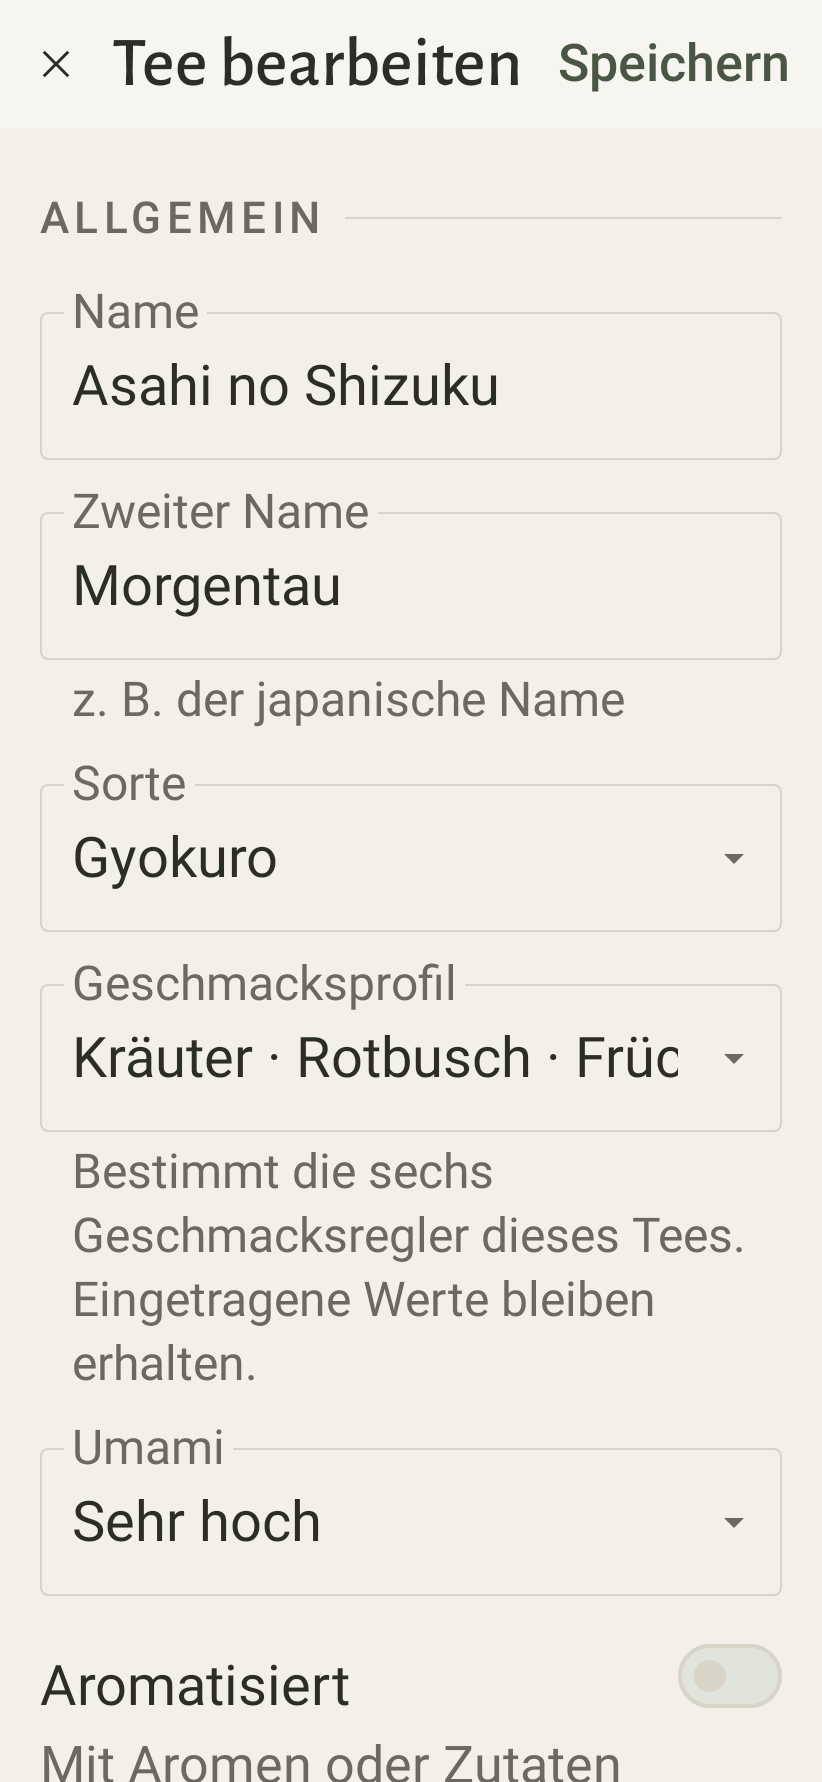 Tee bearbeiten Speichern
ALLGEMEIN
Name
Asahi no Shizuku
Zweiter Name
Morgentau
z. B. der japanische Name
Sorte
Gyokuro
Geschmacksprofil
Kräuter · Rotbusch · Früc
Bestimmt die sechs
Geschmacksregler dieses Tees.
Eingetragene Werte bleiben
erhalten.
Umami
Sehr hoch
Aromatisiert
Mit Aromen oder Zutaten